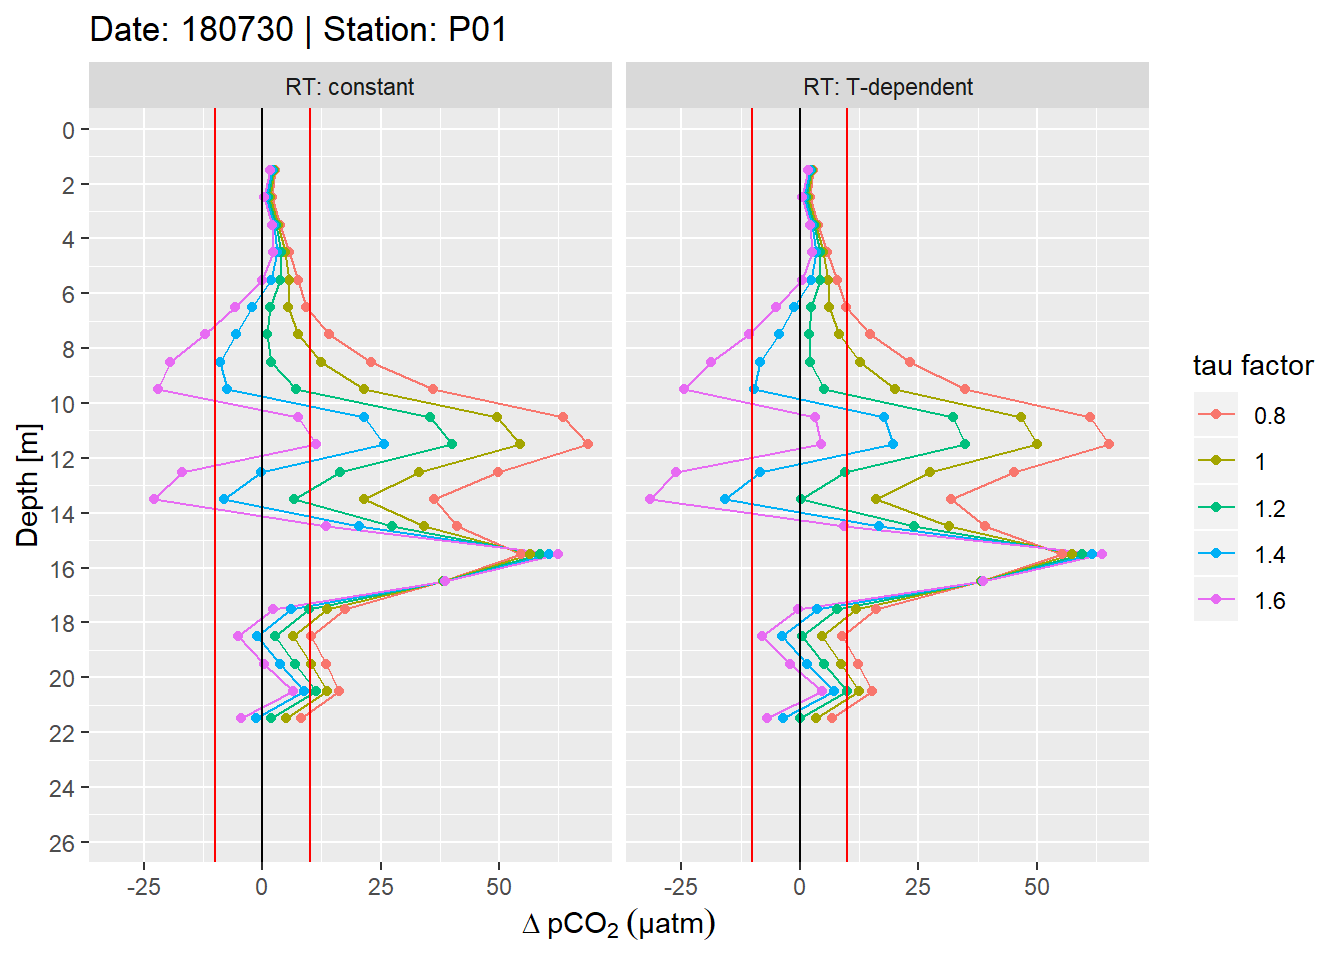 Date: 180730 | Station: P01
RT: constant
RT: T-dependent
0
2
4
6
8
10
12
14
16
18
20
22
24
26
Depth [m]
-25 0 25 50
-25 0 25 50
Δ pCO₂ (µatm)
tau factor
0.8
1
1.2
1.4
1.6